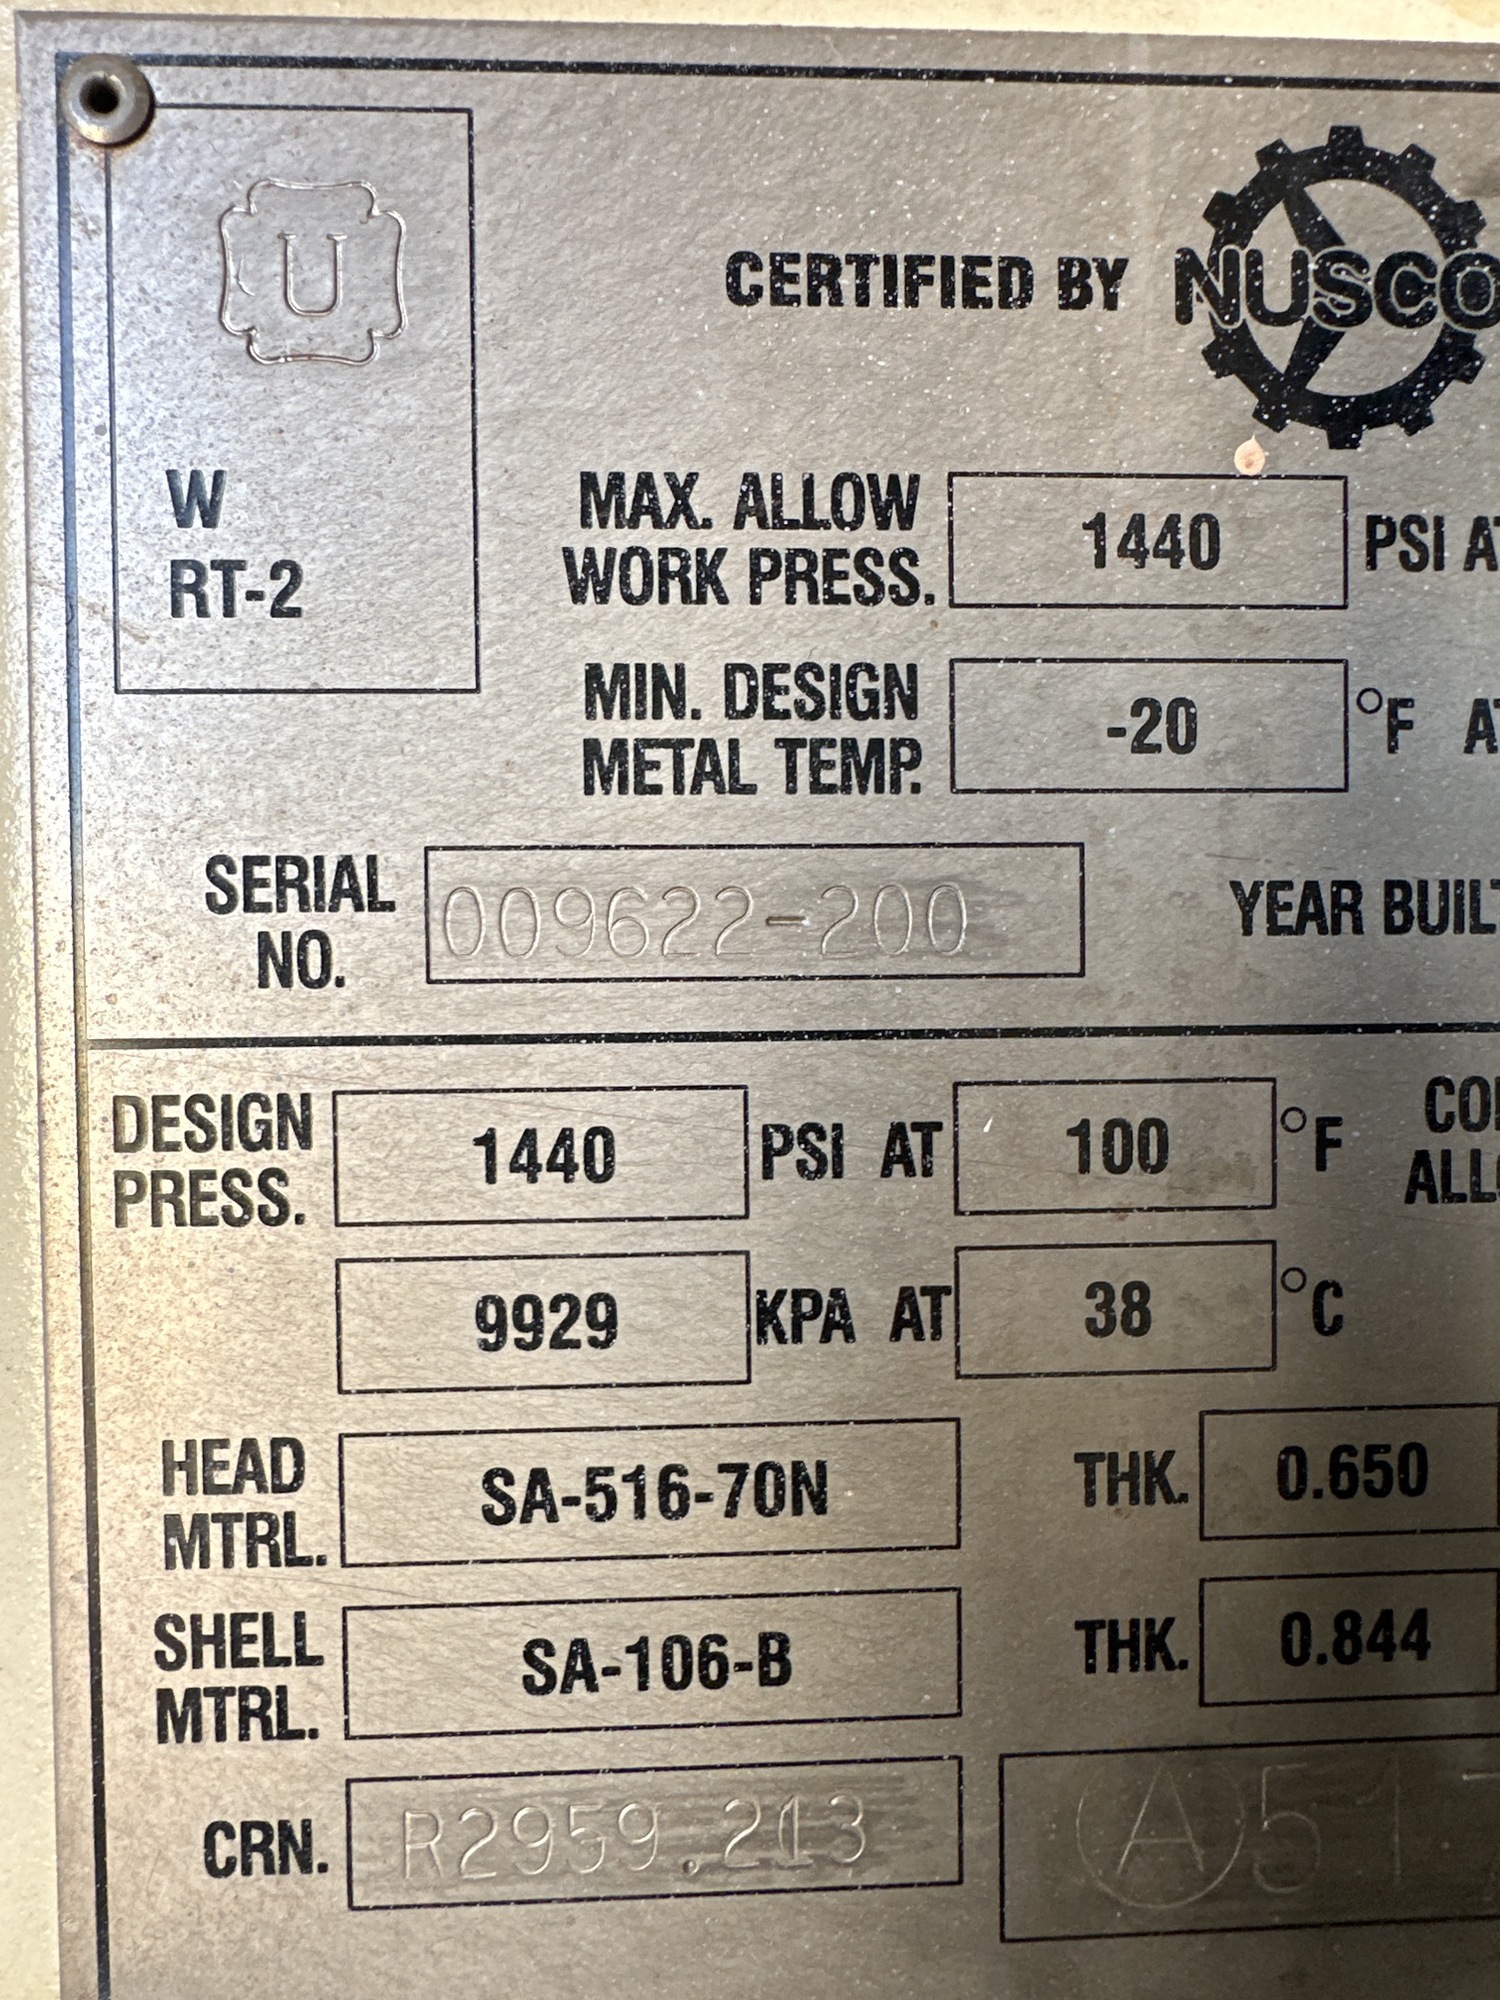 U
CERTIFIED BY NUSCO
W
RT-2
MAX. ALLOW
WORK PRESS.
1440 PSI AT
MIN. DESIGN
METAL TEMP.
-20 °F AT
SERIAL
NO.
009622-200
YEAR BUILT
DESIGN
PRESS.
1440 PSI AT 100 °F
9929 KPA AT 38 °C
HEAD
MTRL.
SA-516-70N
THK. 0.650
SHELL
MTRL.
SA-106-B
THK. 0.844
CRN. R2959.213
A 51